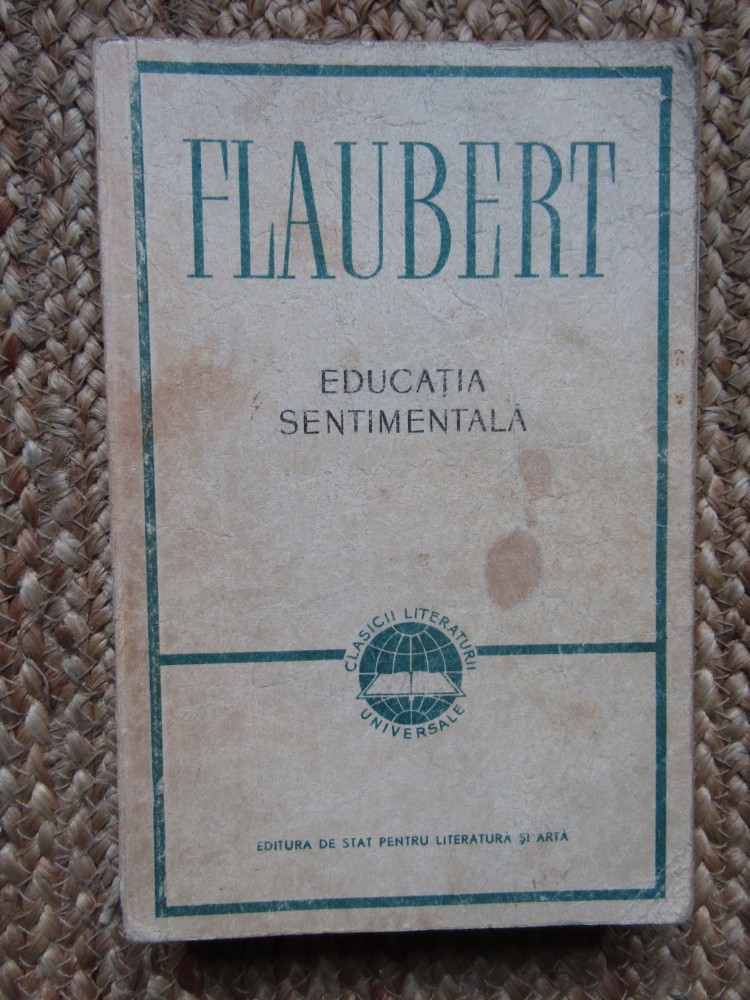 FLAUBERT
EDUCAȚIA
SENTIMENTALĂ
CLASICII LITERATURII
UNIVERSALE
EDITURA DE STAT PENTRU LITERATURĂ ȘI ARTĂ